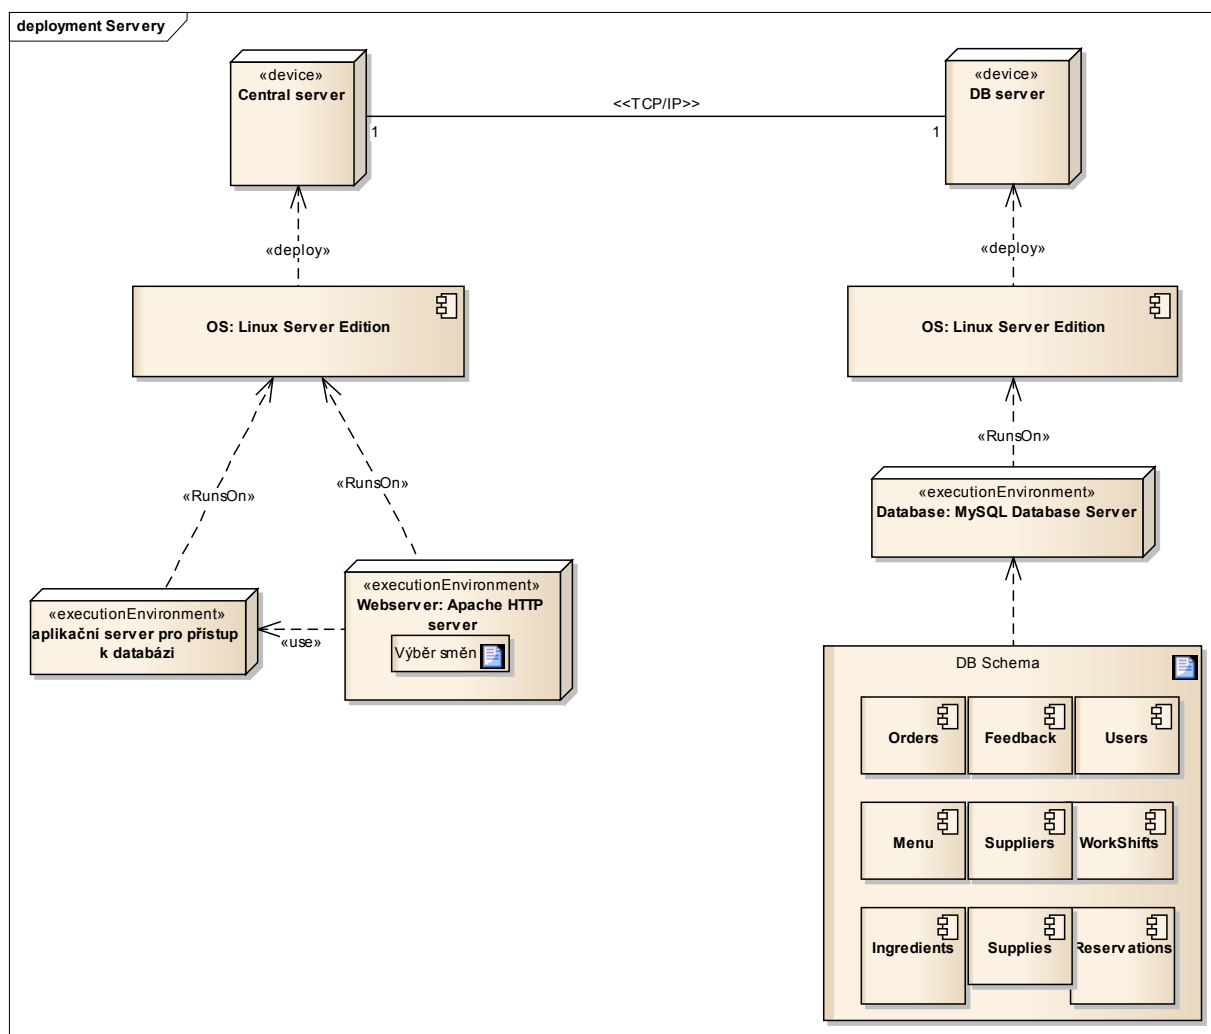 deployment Servery
«device»
Central server
«device»
DB server
<<TCP/IP>>
1
1
«deploy»
«deploy»
OS: Linux Server Edition
OS: Linux Server Edition
«RunsOn»
«RunsOn»
«RunsOn»
«executionEnvironment»
Database: MySQL Database Server
«executionEnvironment»
aplikační server pro přístup
k databázi
«use»
«executionEnvironment»
Webserver: Apache HTTP
server
Výběr směn
DB Schema
Orders
Feedback
Users
Menu
Suppliers
WorkShifts
Ingredients
Supplies
Reservations